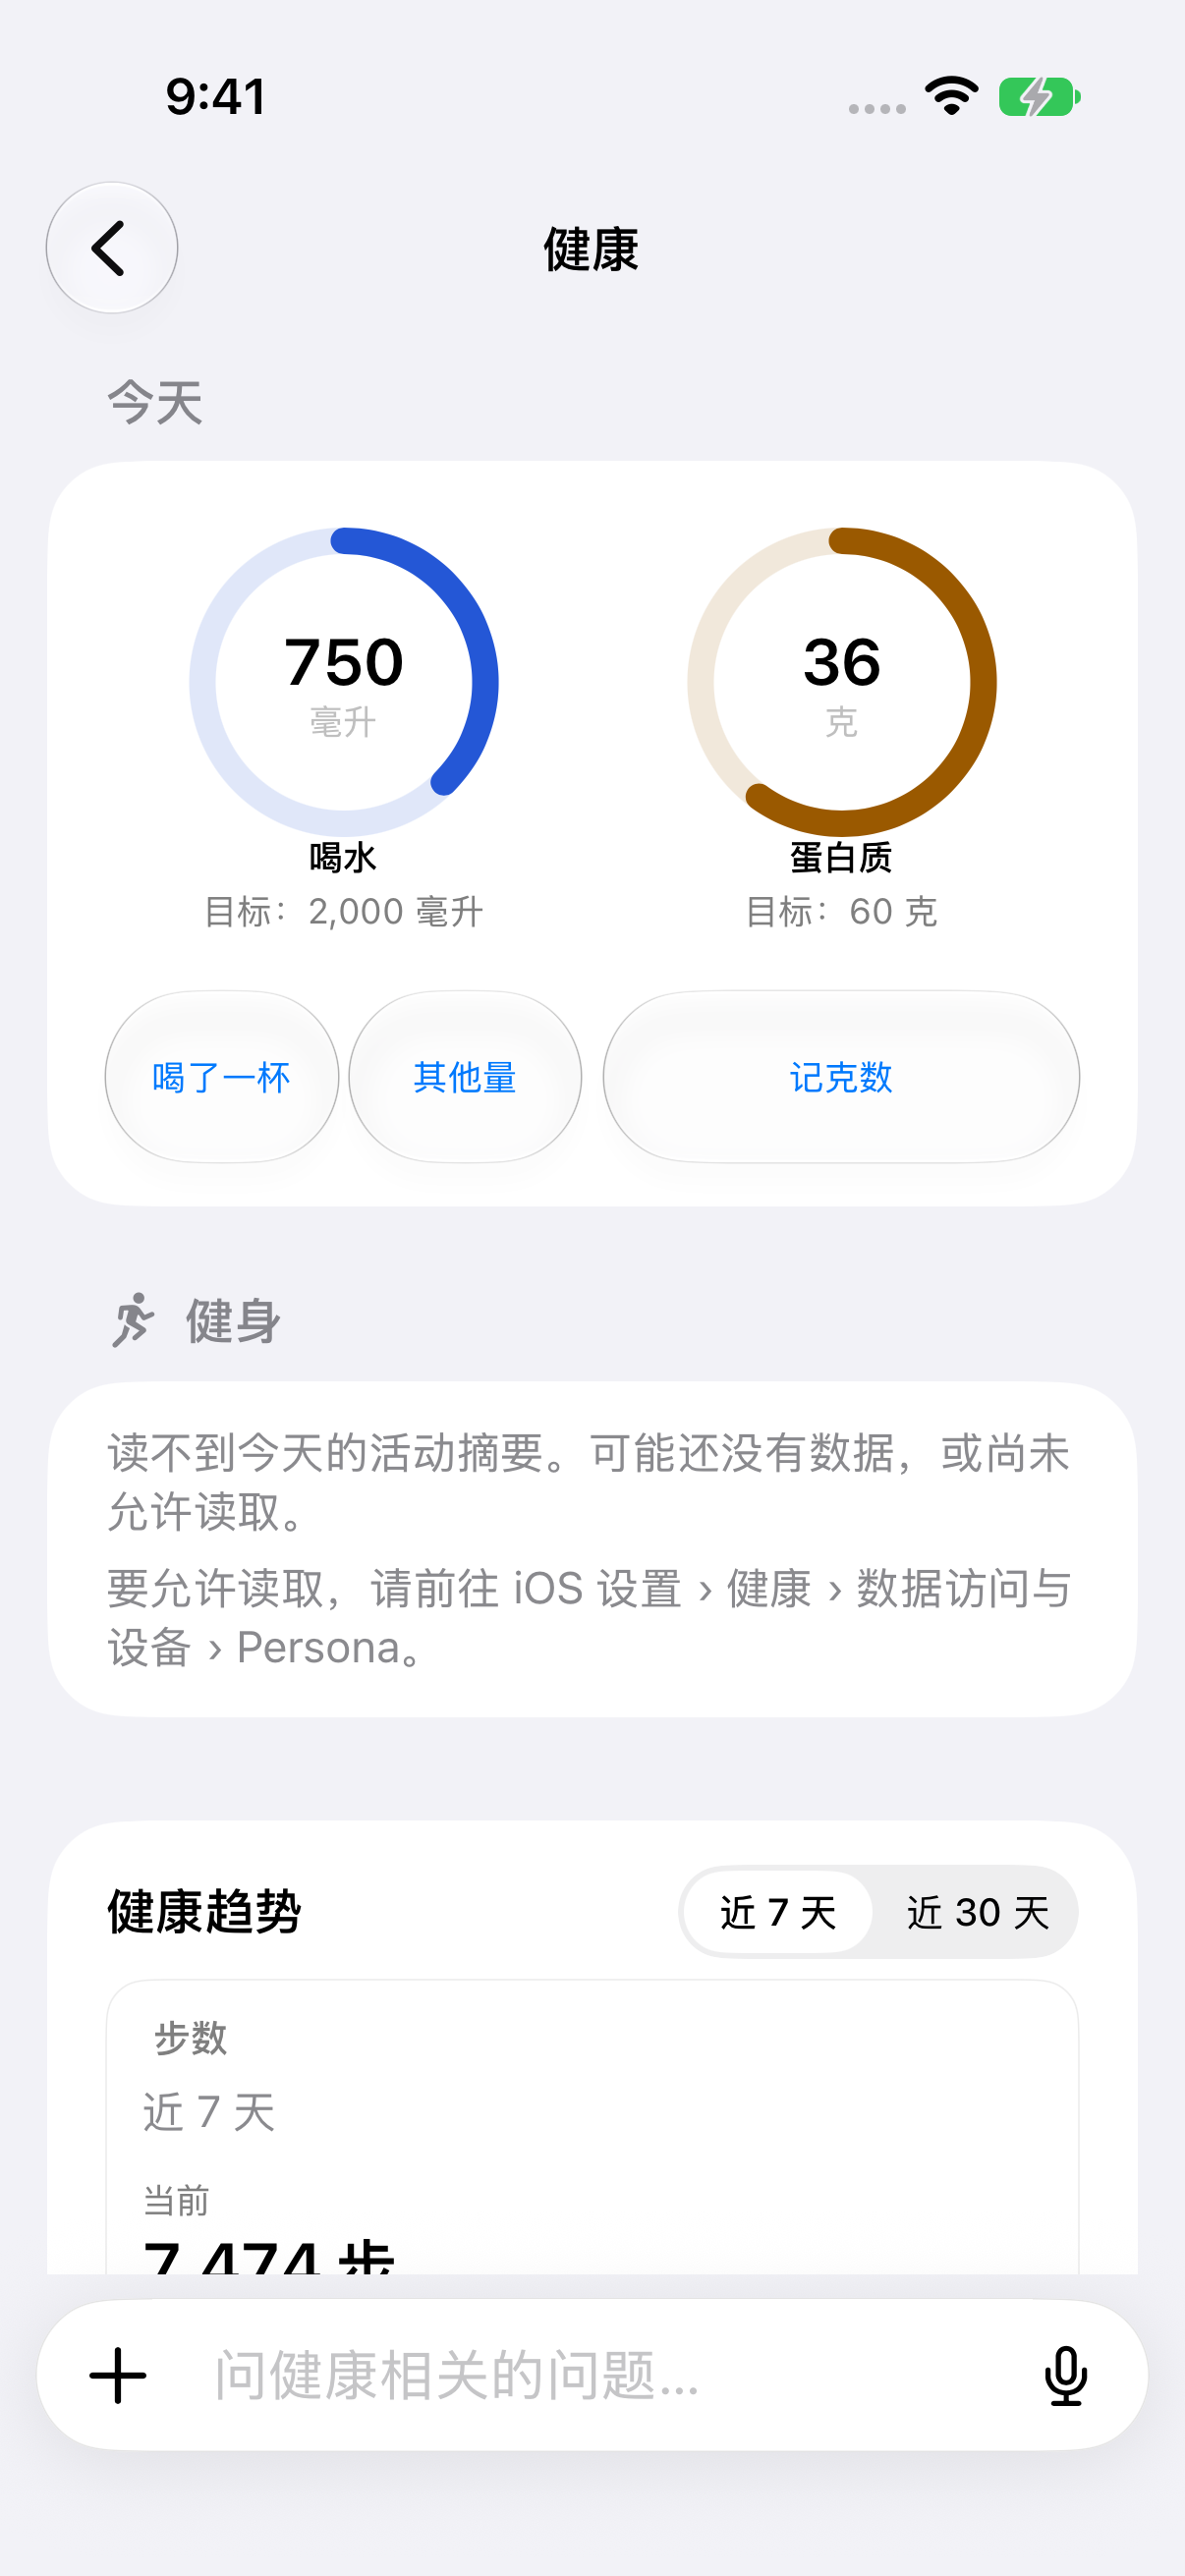 9:41
健康
今天
750
毫升
36
克
喝水
目标：2,000 毫升
蛋白质
目标：60 克
喝了一杯
其他量
记克数
健身
读不到今天的活动摘要。可能还没有数据，或尚未
允许读取。
要允许读取，请前往 iOS 设置 › 健康 › 数据访问与
设备 › Persona。
健康趋势
近 7 天
近 30 天
步数
近 7 天
当前
7,474 步
问健康相关的问题...